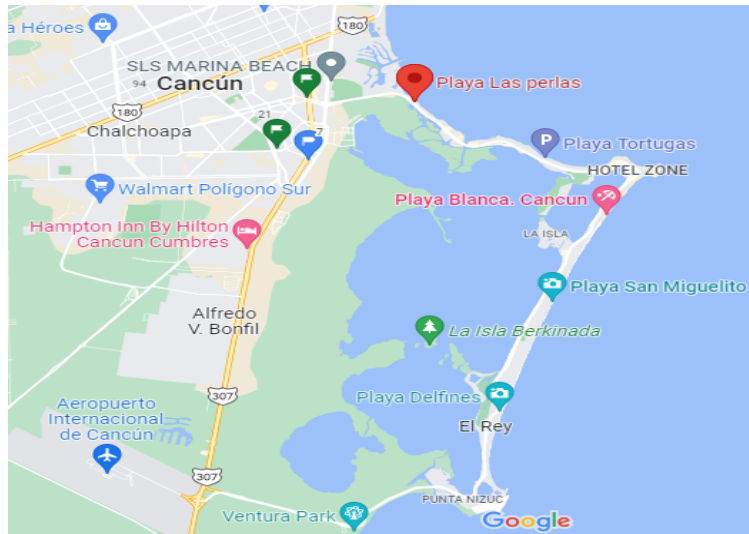 a Héroes
180
SLS MARINA BEACH
94
Cancún
Playa Las perlas
180
21
Chalchoapa
7
Playa Tortugas
HOTEL ZONE
Walmart Polígono Sur
Playa Blanca. Cancun
Hampton Inn By Hilton
Cancun Cumbres
LA ISLA
Playa San Miguelito
Alfredo
V. Bonfil
La Isla Berkinada
307
Playa Delfines
Aeropuerto
Internacional
de Cancún
El Rey
307
PUNTA NIZUC
Ventura Park
Google